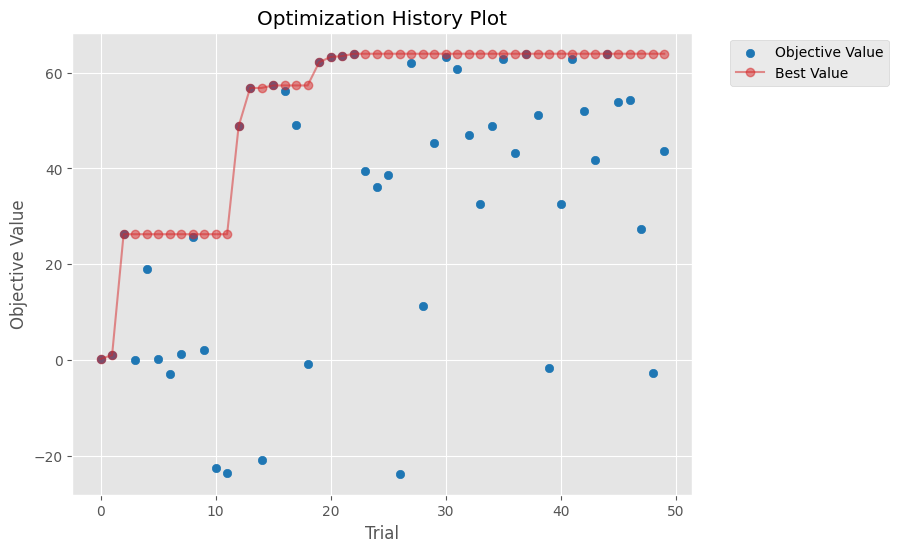 Optimization History Plot
Objective Value
Best Value
60
40
20
0
−20
Objective Value
0 10 20 30 40 50
Trial